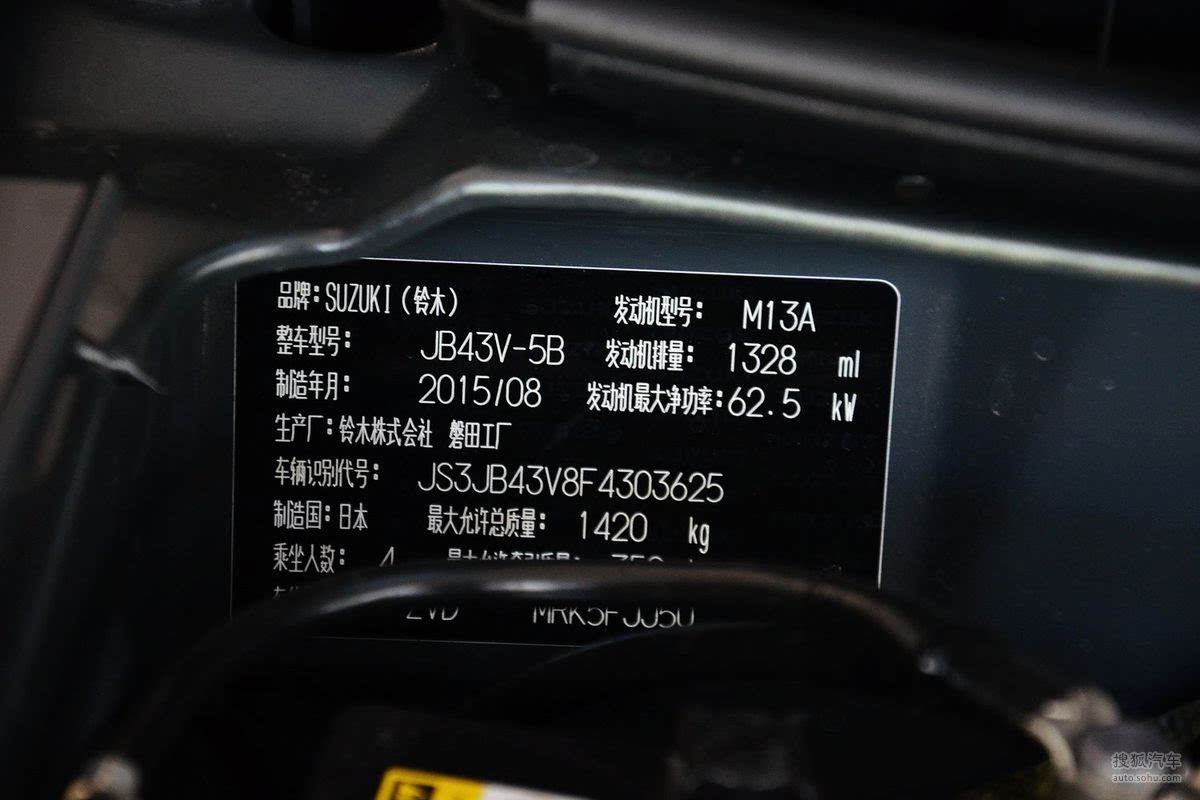 品牌：SUZUKI（铃木） 发动机型号： M13A
整车型号： JB43V-5B 发动机排量： 1328 ml
制造年月： 2015/08 发动机最大净功率：62.5 kW
生产厂：铃木株式会社 磐田工厂
车辆识别代号： JS3JB43V8F4303625
制造国：日本 最大允许总质量： 1420 kg
乘坐人数： 4
ZVD
搜狐汽车
auto.sohu.com